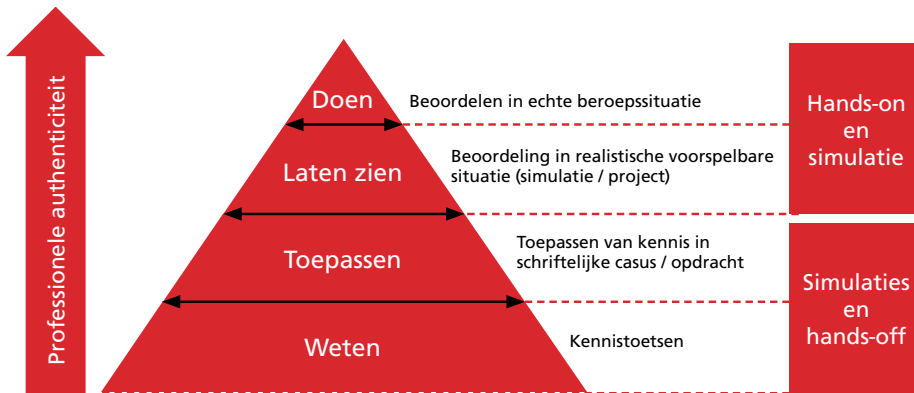 Professionele authenticiteit
Doen
Beoordelen in echte beroepssituatie
Laten zien
Beoordeling in realistische voorspelbare
situatie (simulatie / project)
Toepassen
Toepassen van kennis in
schriftelijke casus / opdracht
Weten
Kennistoetsen
Hands-on
en
simulatie
Simulaties
en
hands-off